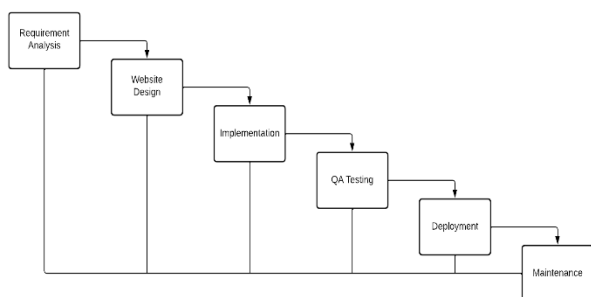 Requirement
Analysis
Website
Design
Implementation
QA Testing
Deployment
Maintenance